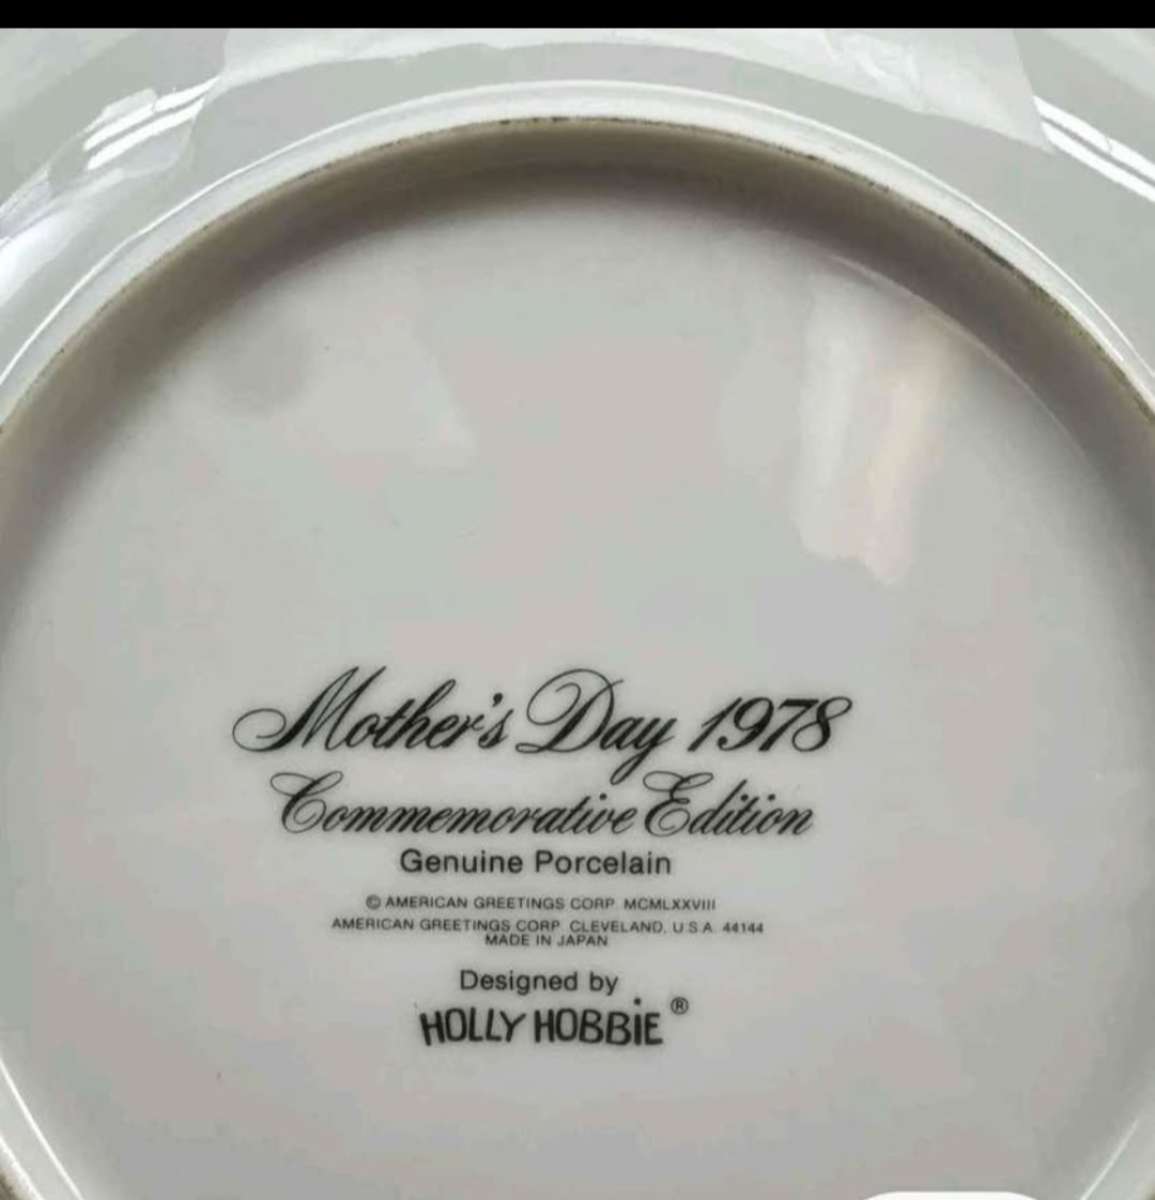 Mother's Day 1978
Commemorative Edition
Genuine Porcelain
© AMERICAN GREETINGS CORP. MCMLXXVIII
AMERICAN GREETINGS CORP. CLEVELAND, U.S.A. 44144
MADE IN JAPAN
Designed by
HOLLY HOBBiE ®